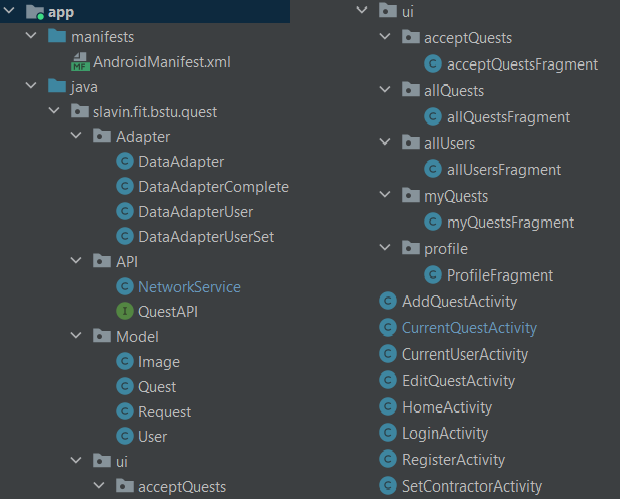 app
manifests
MF
AndroidManifest.xml
java
slavin.fit.bstu.quest
Adapter
C DataAdapter
C DataAdapterComplete
C DataAdapterUser
C DataAdapterUserSet
API
C NetworkService
I QuestAPI
Model
C Image
C Quest
C Request
C User
ui
acceptQuests
ui
acceptQuests
C acceptQuestsFragment
allQuests
C allQuestsFragment
allUsers
C allUsersFragment
myQuests
C myQuestsFragment
profile
C ProfileFragment
C AddQuestActivity
C CurrentQuestActivity
C CurrentUserActivity
C EditQuestActivity
C HomeActivity
C LoginActivity
C RegisterActivity
C SetContractorActivity